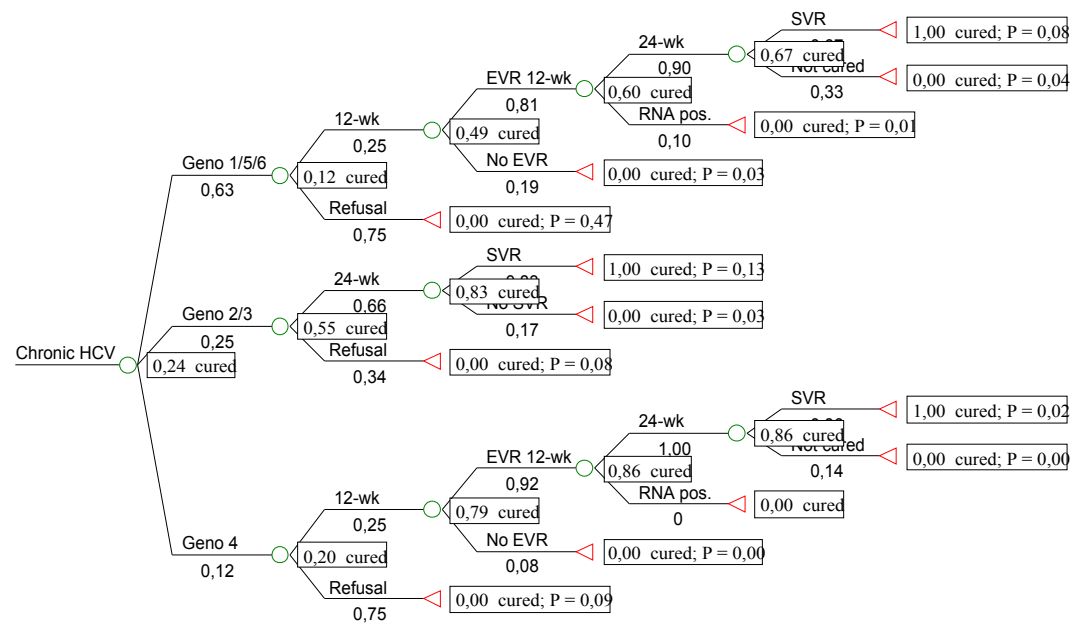 SVR
1,00 cured; P = 0,08
24-wk
0,67 cured
0,90
Not cured
0,00 cured; P = 0,04
0,33
EVR 12-wk
0,60 cured
0,81
RNA pos.
0,00 cured; P = 0,01
0,10
12-wk
0,49 cured
0,25
No EVR
0,00 cured; P = 0,03
0,19
Geno 1/5/6
0,12 cured
0,63
Refusal
0,00 cured; P = 0,47
0,75
SVR
1,00 cured; P = 0,13
24-wk
0,83 cured
0,66
No SVR
0,00 cured; P = 0,03
0,17
Geno 2/3
0,55 cured
0,25
Refusal
0,00 cured; P = 0,08
0,34
Chronic HCV
0,24 cured
SVR
1,00 cured; P = 0,02
24-wk
0,86 cured
1,00
Not cured
0,00 cured; P = 0,00
0,14
EVR 12-wk
0,86 cured
0,92
RNA pos.
0,00 cured
0
12-wk
0,79 cured
0,25
No EVR
0,00 cured; P = 0,00
0,08
Geno 4
0,20 cured
0,12
Refusal
0,00 cured; P = 0,09
0,75